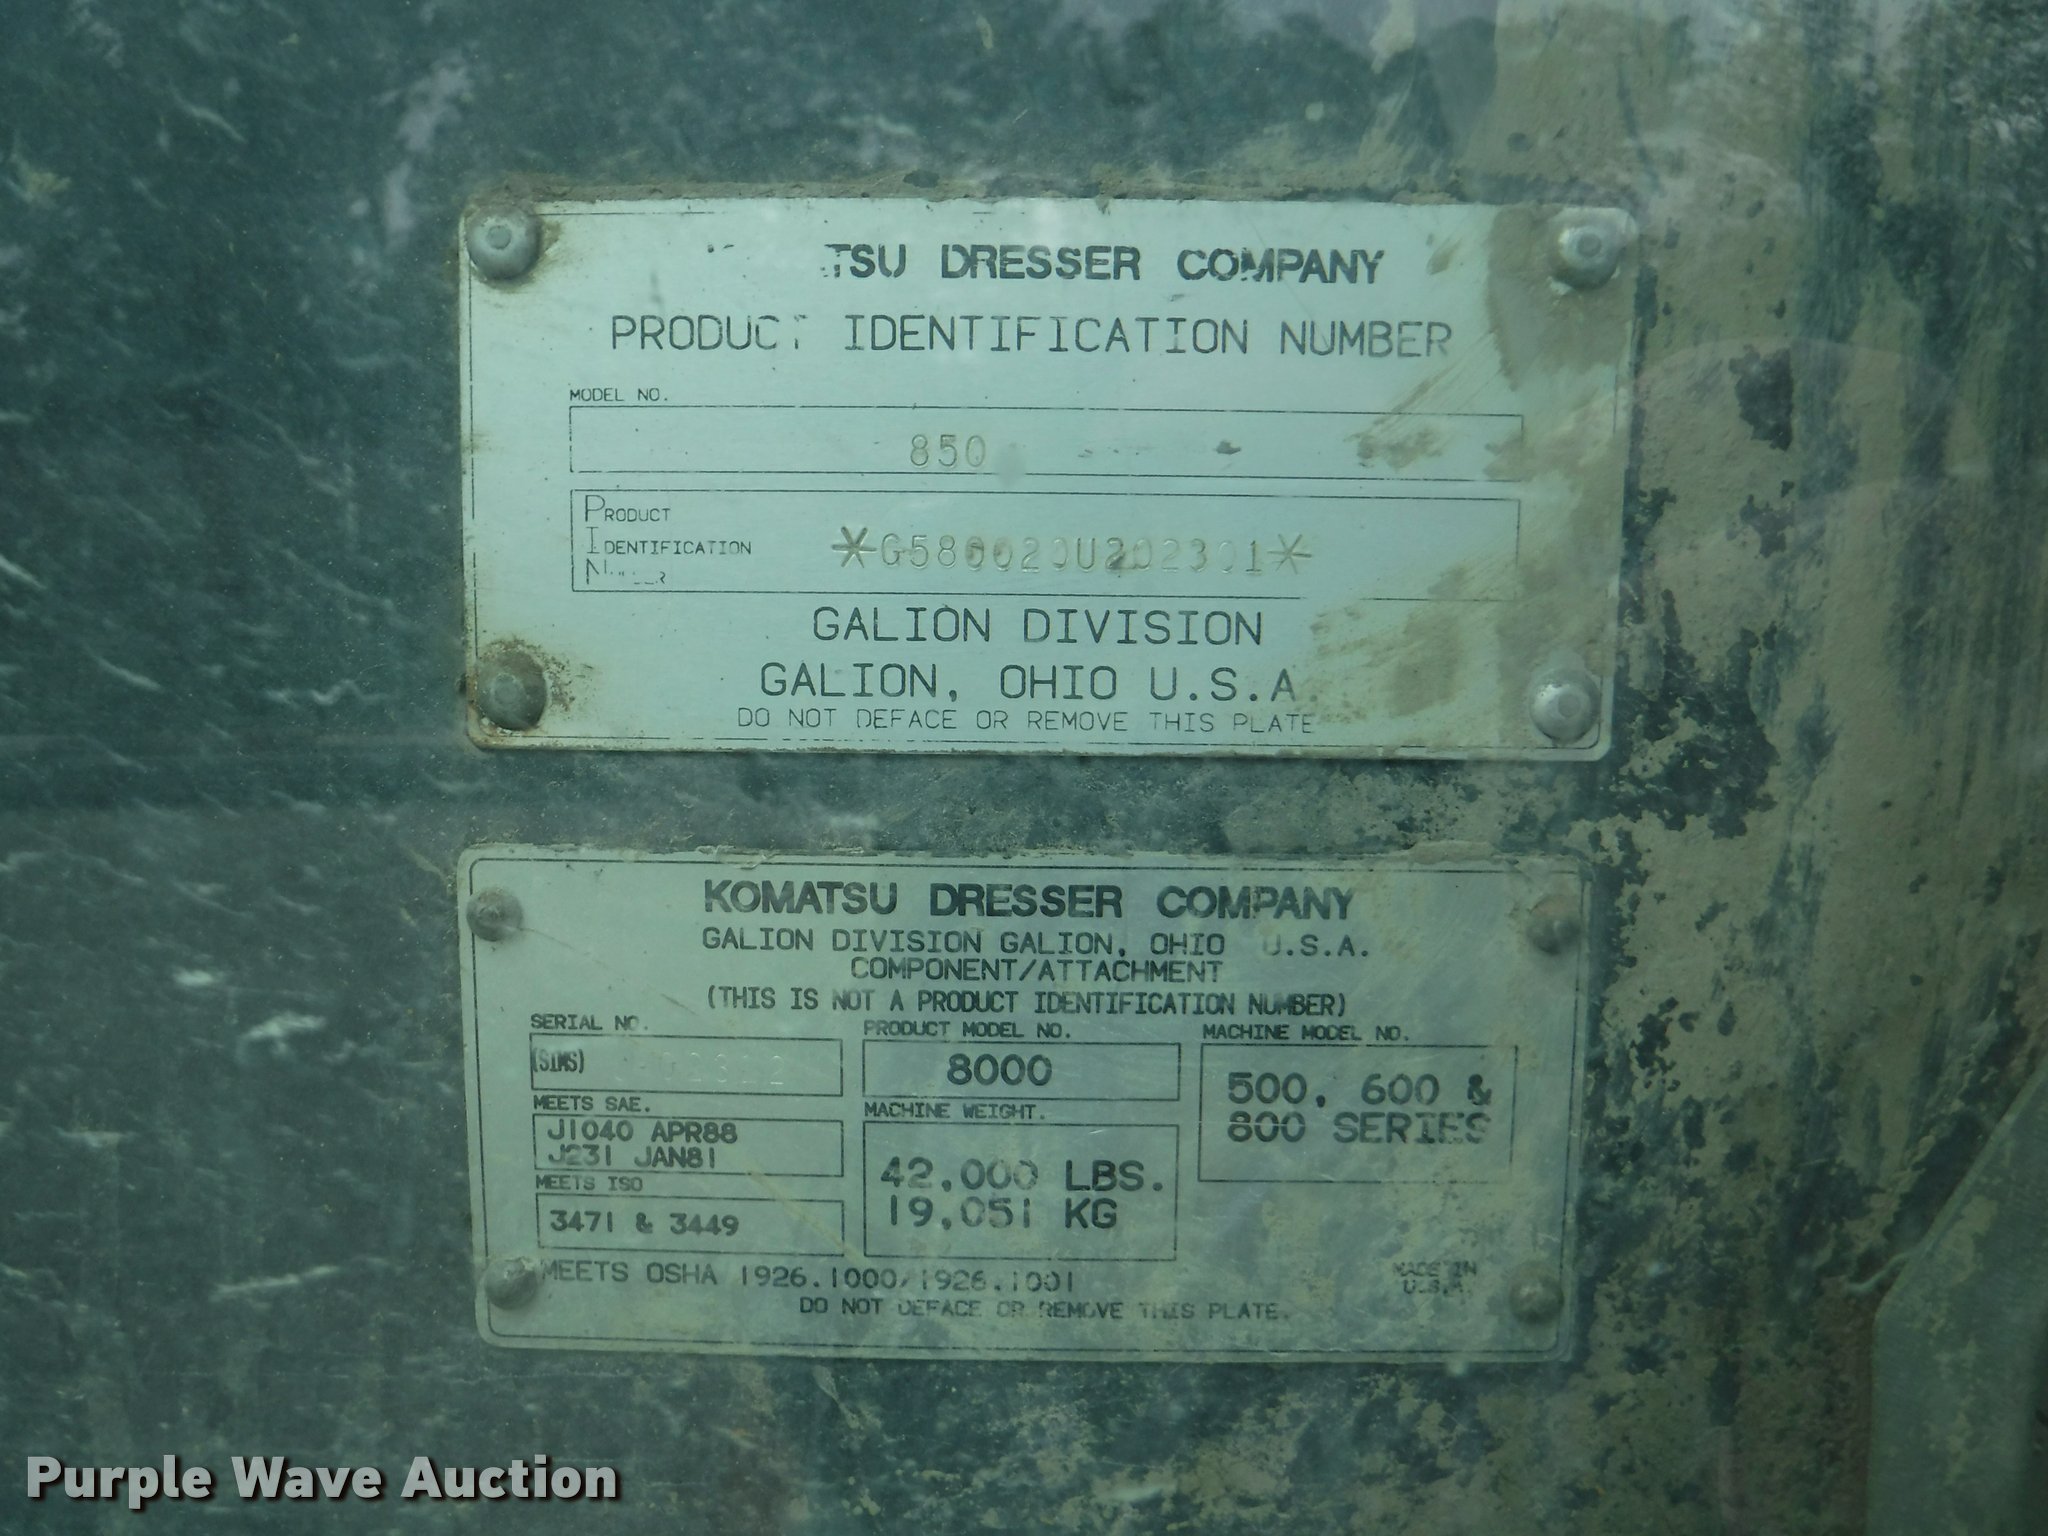 TSU DRESSER COMPANY
PRODUCT IDENTIFICATION NUMBER
MODEL NO.
850
PRODUCT
IDENTIFICATION
*G580020U202301*
GALION DIVISION
GALION, OHIO U.S.A.
DO NOT DEFACE OR REMOVE THIS PLATE
KOMATSU DRESSER COMPANY
GALION DIVISION GALION, OHIO U.S.A.
COMPONENT/ATTACHMENT
(THIS IS NOT A PRODUCT IDENTIFICATION NUMBER)
SERIAL NO. PRODUCT MODEL NO. MACHINE MODEL NO.
(SIMS) 8000 500, 600 &
800 SERIES
MEETS SAE. MACHINE WEIGHT.
J1040 APR88
J231 JAN81
42,000 LBS.
19,051 KG
MEETS ISO
3471 & 3449
MEETS OSHA 1926.1000/1926.1001
MADE IN
U.S.A.
DO NOT DEFACE OR REMOVE THIS PLATE.
Purple Wave Auction